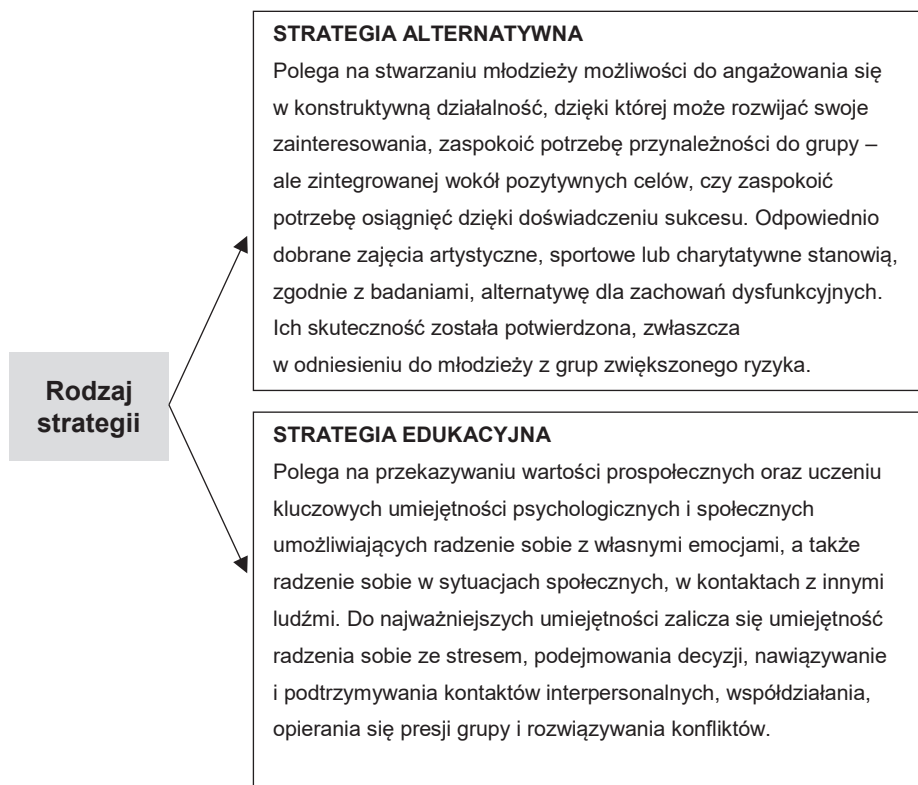 Rodzaj
strategii
STRATEGIA ALTERNATYWNA
Polega na stwarzaniu młodzieży możliwości do angażowania się
w konstruktywną działalność, dzięki której może rozwijać swoje
zainteresowania, zaspokoić potrzebę przynależności do grupy –
ale zintegrowanej wokół pozytywnych celów, czy zaspokoić
potrzebę osiągnięć dzięki doświadczeniu sukcesu. Odpowiednio
dobrane zajęcia artystyczne, sportowe lub charytatywne stanowią,
zgodnie z badaniami, alternatywę dla zachowań dysfunkcyjnych.
Ich skuteczność została potwierdzona, zwłaszcza
w odniesieniu do młodzieży z grup zwiększonego ryzyka.
STRATEGIA EDUKACYJNA
Polega na przekazywaniu wartości prospołecznych oraz uczeniu
kluczowych umiejętności psychologicznych i społecznych
umożliwiających radzenie sobie z własnymi emocjami, a także
radzenie sobie w sytuacjach społecznych, w kontaktach z innymi
ludźmi. Do najważniejszych umiejętności zalicza się umiejętność
radzenia sobie ze stresem, podejmowania decyzji, nawiązywanie
i podtrzymywania kontaktów interpersonalnych, współdziałania,
opierania się presji grupy i rozwiązywania konfliktów.